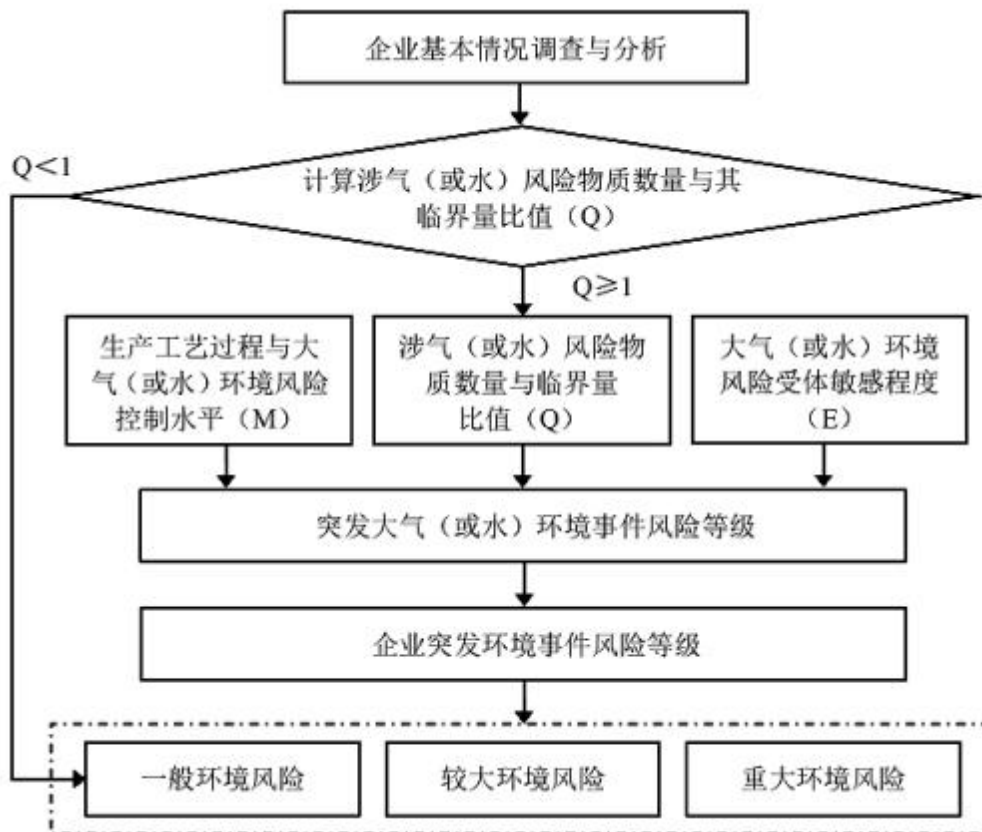 企业基本情况调查与分析
Q＜1
计算涉气（或水）风险物质数量与其
临界量比值（Q）
Q≥1
生产工艺过程与大
气（或水）环境风险
控制水平（M）
涉气（或水）风险物
质数量与临界量
比值（Q）
大气（或水）环境
风险受体敏感程度
（E）
突发大气（或水）环境事件风险等级
企业突发环境事件风险等级
一般环境风险
较大环境风险
重大环境风险